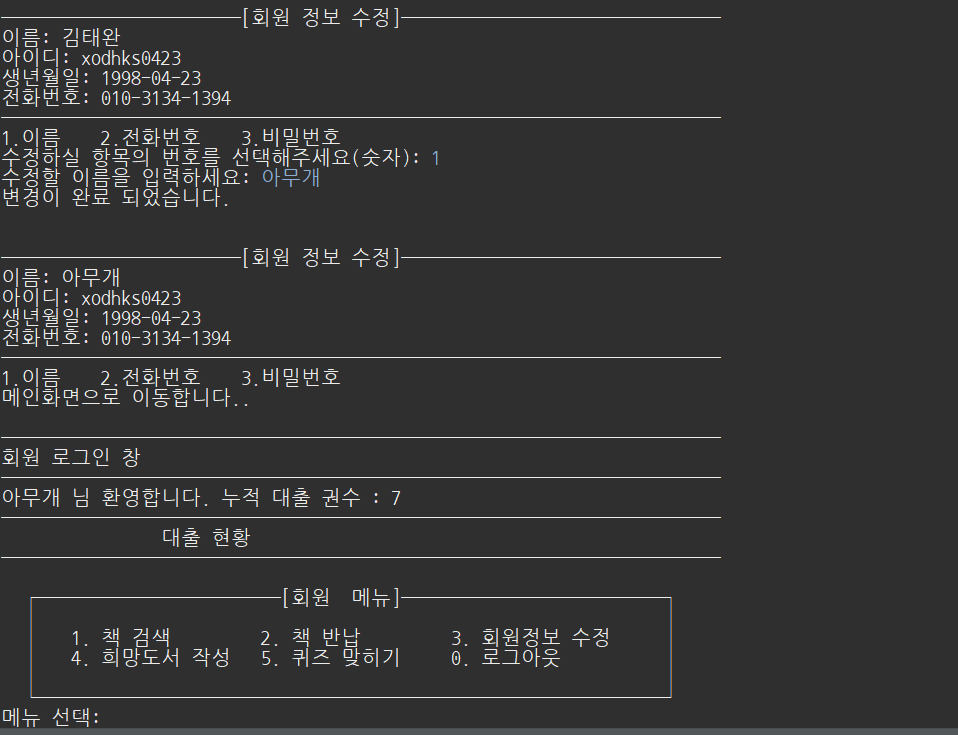 [회원 정보 수정]
이름: 김태완
아이디: xodhks0423
생년월일: 1998-04-23
전화번호: 010-3134-1394
1.이름 2.전화번호 3.비밀번호
수정하실 항목의 번호를 선택해주세요(숫자): 1
수정할 이름을 입력하세요: 아무개
변경이 완료 되었습니다.
[회원 정보 수정]
이름: 아무개
아이디: xodhks0423
생년월일: 1998-04-23
전화번호: 010-3134-1394
1.이름 2.전화번호 3.비밀번호
메인화면으로 이동합니다..
회원 로그인 창
아무개 님 환영합니다. 누적 대출 권수 : 7
대출 현황
[회원 메뉴]
1. 책 검색 2. 책 반납 3. 회원정보 수정
4. 희망도서 작성 5. 퀴즈 맞히기 0. 로그아웃
메뉴 선택: